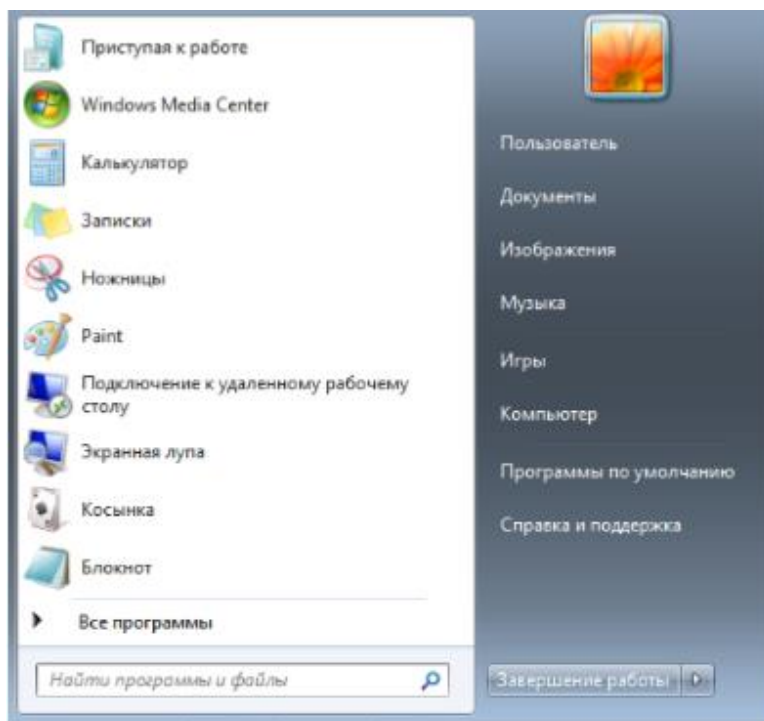 Приступая к работе
Windows Media Center
Калькулятор
Записки
Ножницы
Paint
Подключение к удаленному рабочему
столу
Экранная лупа
Косынка
Блокнот
Все программы
Найти программы и файлы
Пользователь
Документы
Изображения
Музыка
Игры
Компьютер
Программы по умолчанию
Справка и поддержка
Завершение работы